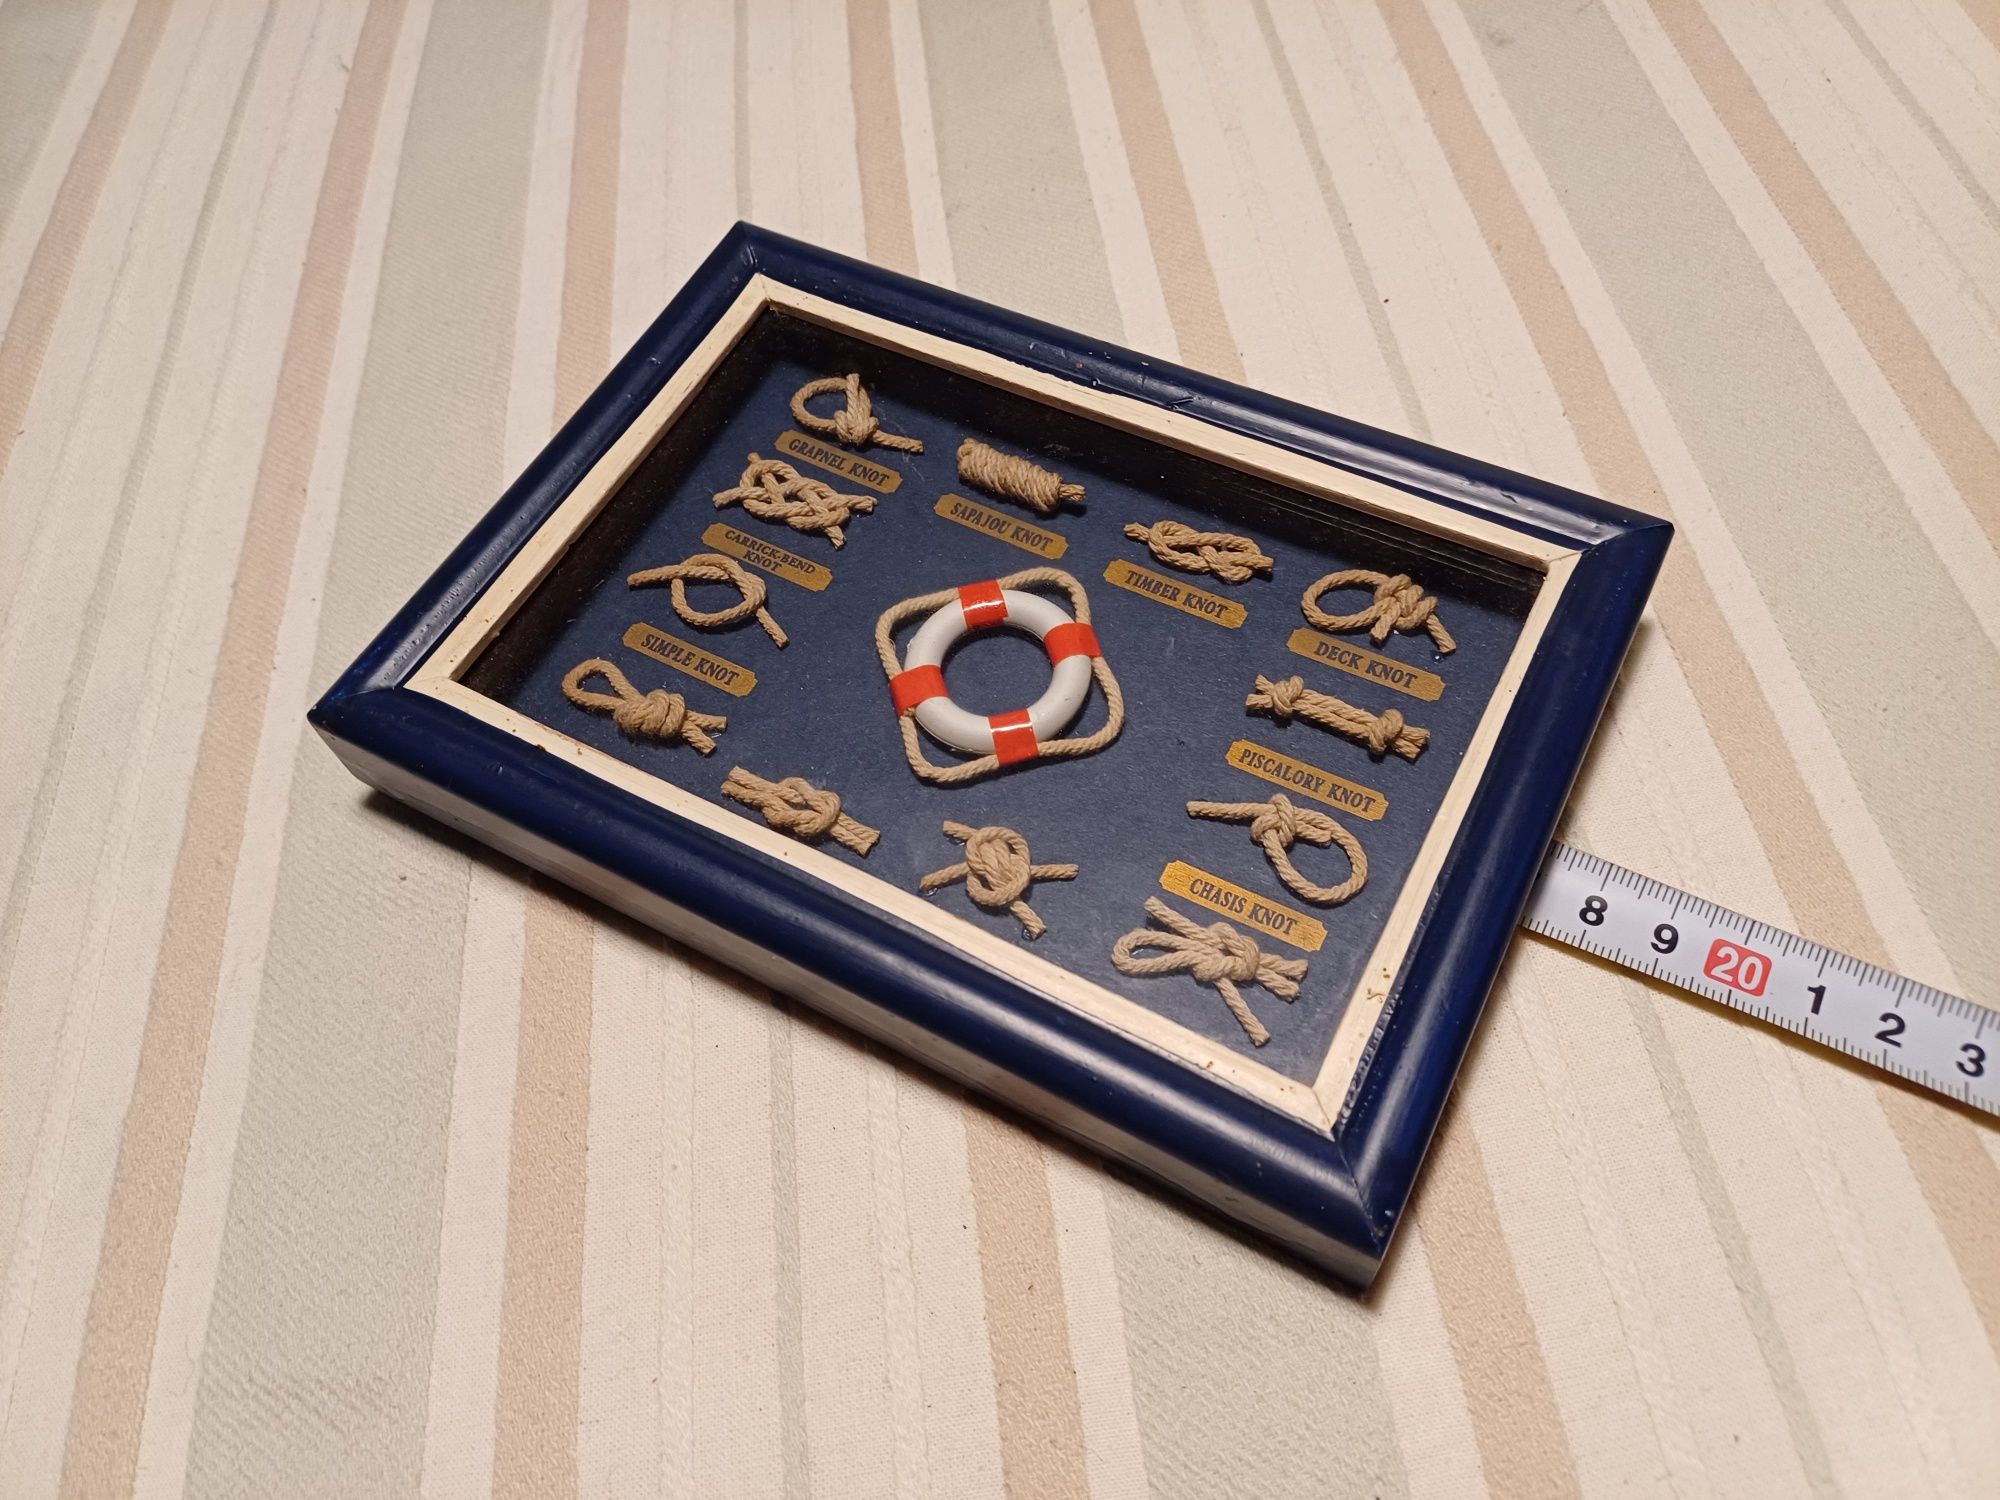 GRAPNEL KNOT
SAPAJOU KNOT
CARRICK-BEND
KNOT
TIMBER KNOT
SIMPLE KNOT
DECK KNOT
PISCALORY KNOT
CHASIS KNOT
8 9 20 1 2 3